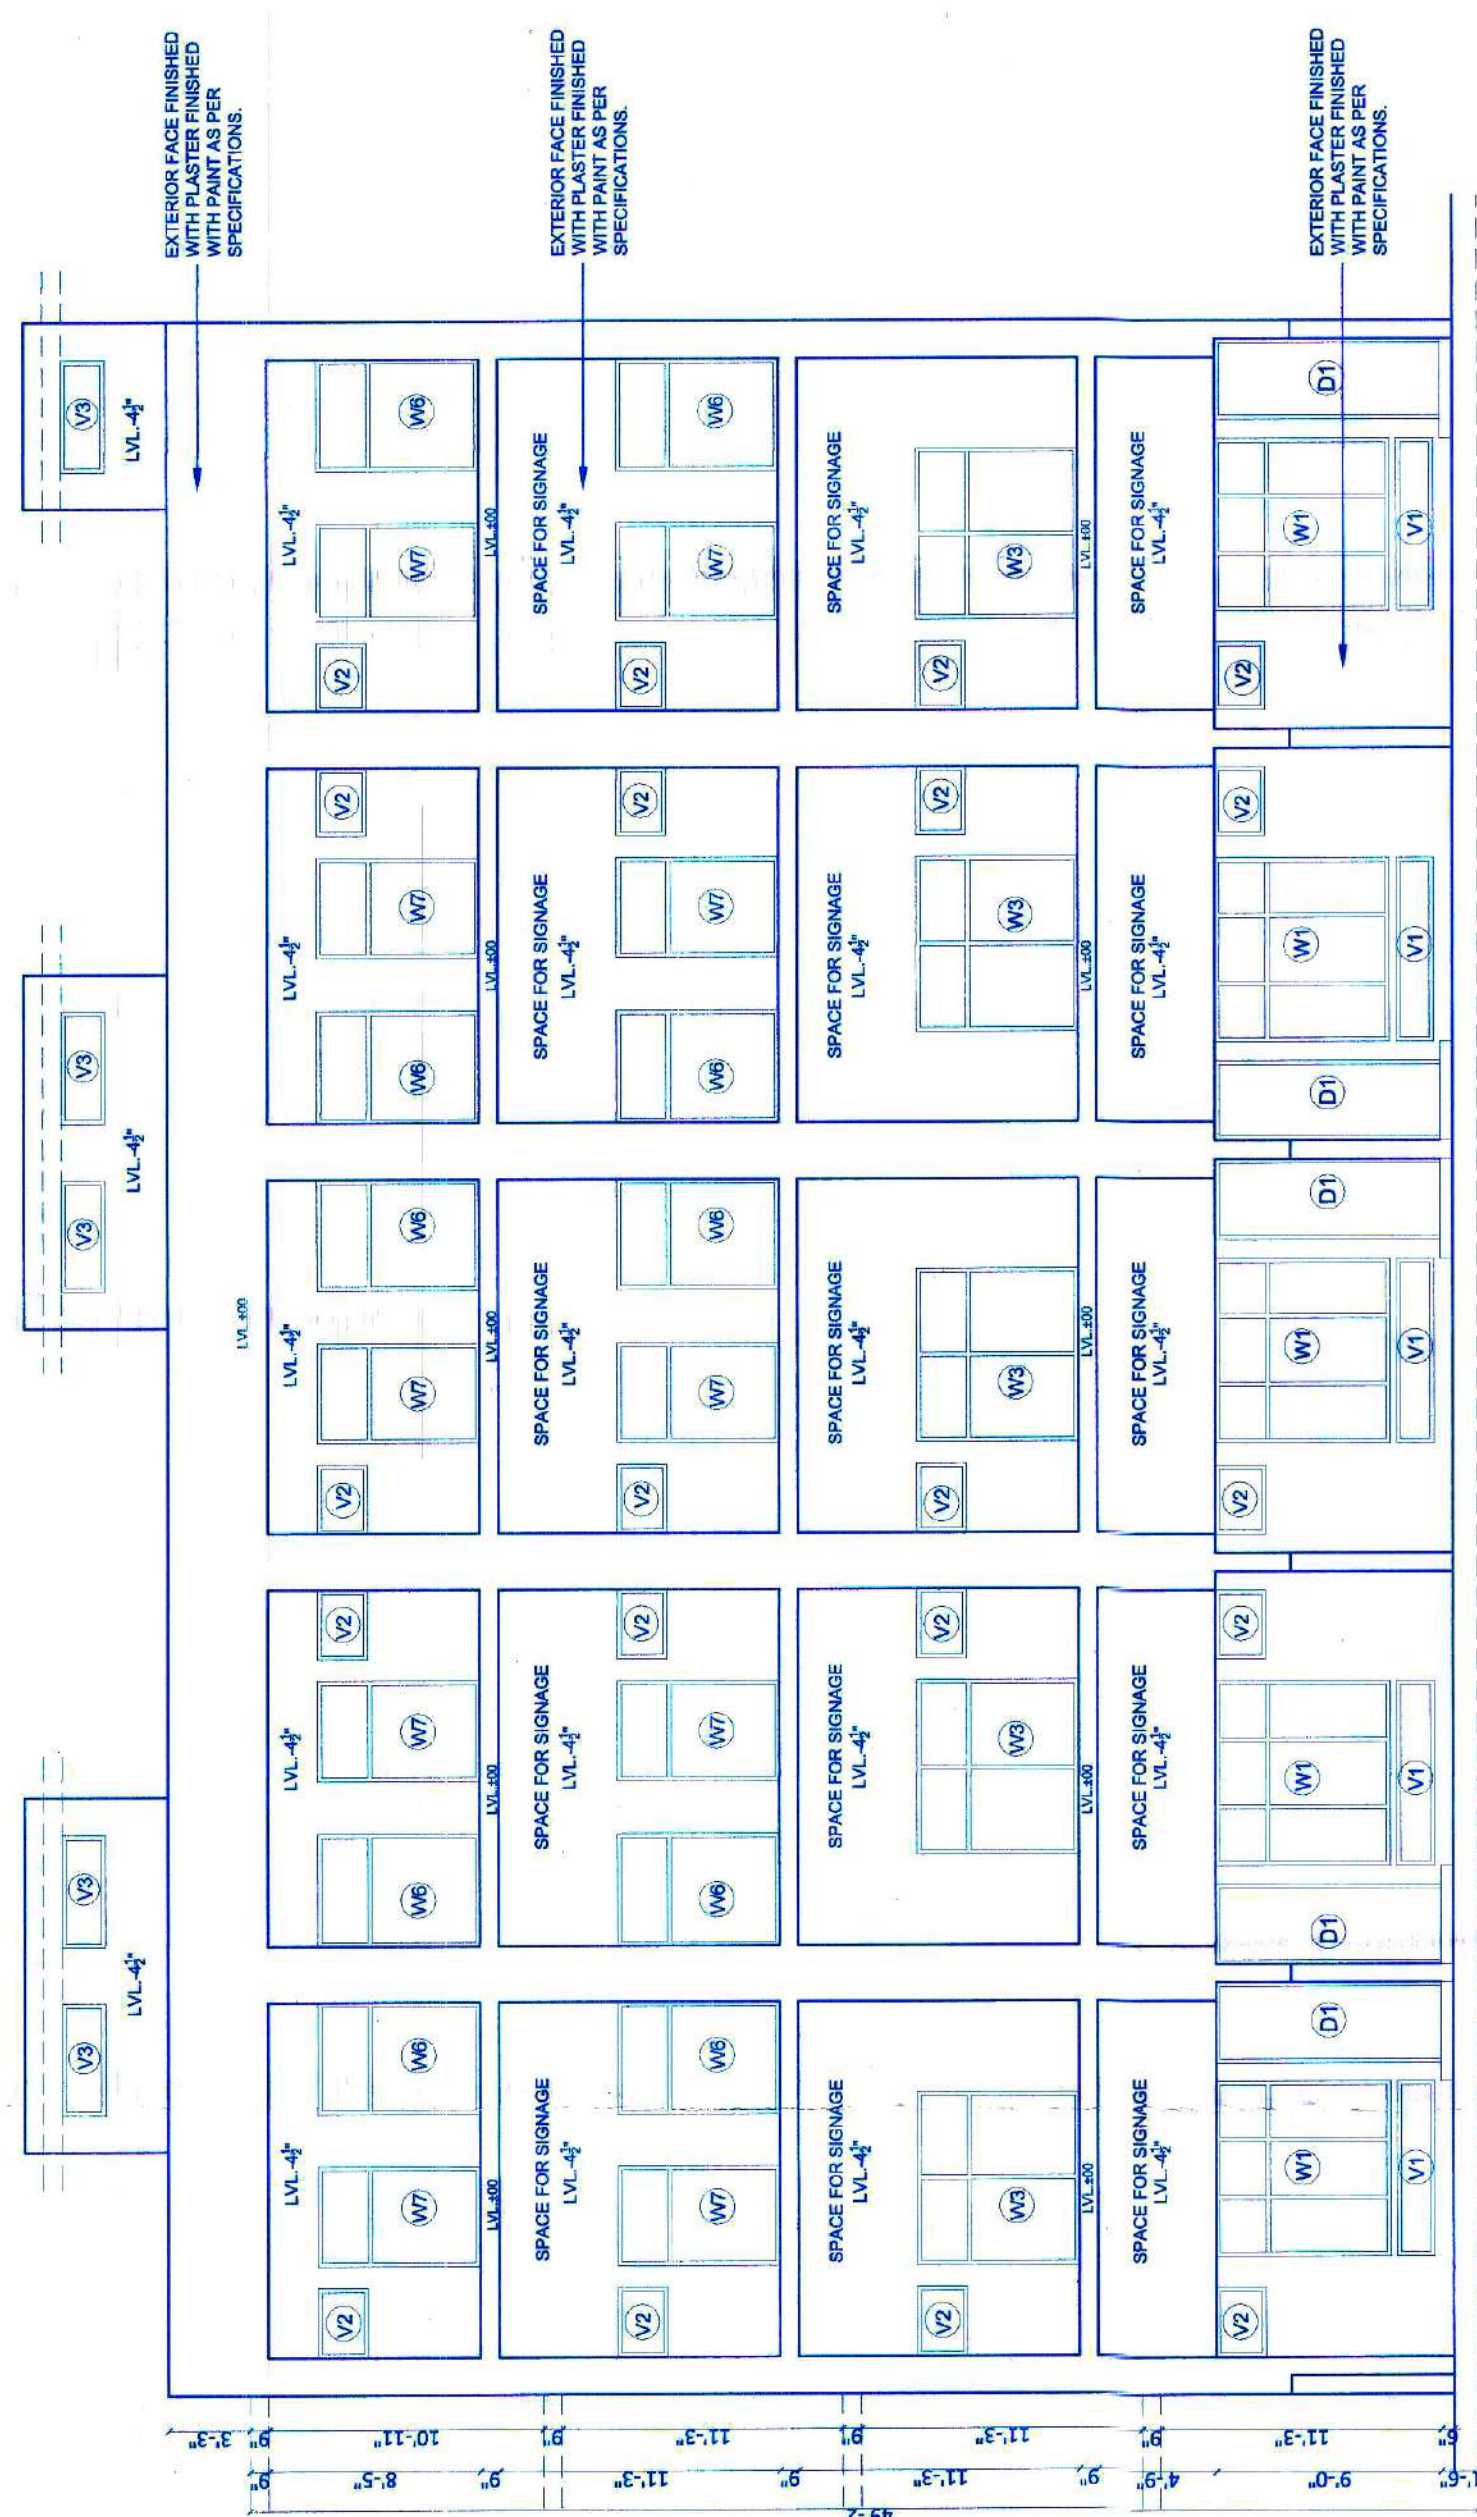 V3 V3 V3 V3 V3
LVL.-4½" LVL.-4½" LVL.-4½"
EXTERIOR FACE FINISHED
WITH PLASTER FINISHED
WITH PAINT AS PER
SPECIFICATIONS.
3'-3"
LVL ±00
9" 9"
LVL.-4½" LVL.-4½" LVL.-4½" LVL.-4½" LVL.-4½"
V2 V2 V2 V2 V2
8'-5" 10'-11" W7 W6 W6 W7 W7 W6 W6 W7 W7 W6
9" LVL.±00 LVL.±00 LVL.±00 LVL.±00 LVL.±00
SPACE FOR SIGNAGE SPACE FOR SIGNAGE SPACE FOR SIGNAGE SPACE FOR SIGNAGE SPACE FOR SIGNAGE
9" LVL.-4½" LVL.-4½" LVL.-4½" LVL.-4½" LVL.-4½"
EXTERIOR FACE FINISHED
WITH PLASTER FINISHED
WITH PAINT AS PER
SPECIFICATIONS.
V2 V2 V2 V2 V2
11'-3" 11'-3" W7 W6 W6 W7 W7 W6 W6 W7 W7 W6
9"
SPACE FOR SIGNAGE SPACE FOR SIGNAGE SPACE FOR SIGNAGE SPACE FOR SIGNAGE SPACE FOR SIGNAGE
9" LVL.-4½" LVL.-4½" LVL.-4½" LVL.-4½" LVL.-4½"
V2 V2 V2 V2 V2
11'-3" 11'-3" W3 W3 W3 W3 W3
9" LVL.±00 LVL.±00 LVL.±00 LVL.±00 LVL.±00
SPACE FOR SIGNAGE SPACE FOR SIGNAGE SPACE FOR SIGNAGE SPACE FOR SIGNAGE SPACE FOR SIGNAGE
4'-9" 9" LVL.-4½" LVL.-4½" LVL.-4½" LVL.-4½" LVL.-4½"
V2 V2 V2 V2 V2
W1 W1 W1 W1 W1
9'-0" 11'-3" D1 D1 D1 D1 D1
EXTERIOR FACE FINISHED
WITH PLASTER FINISHED
WITH PAINT AS PER
SPECIFICATIONS.
V1 V1 V1 V1 V1
1'-6" 6"